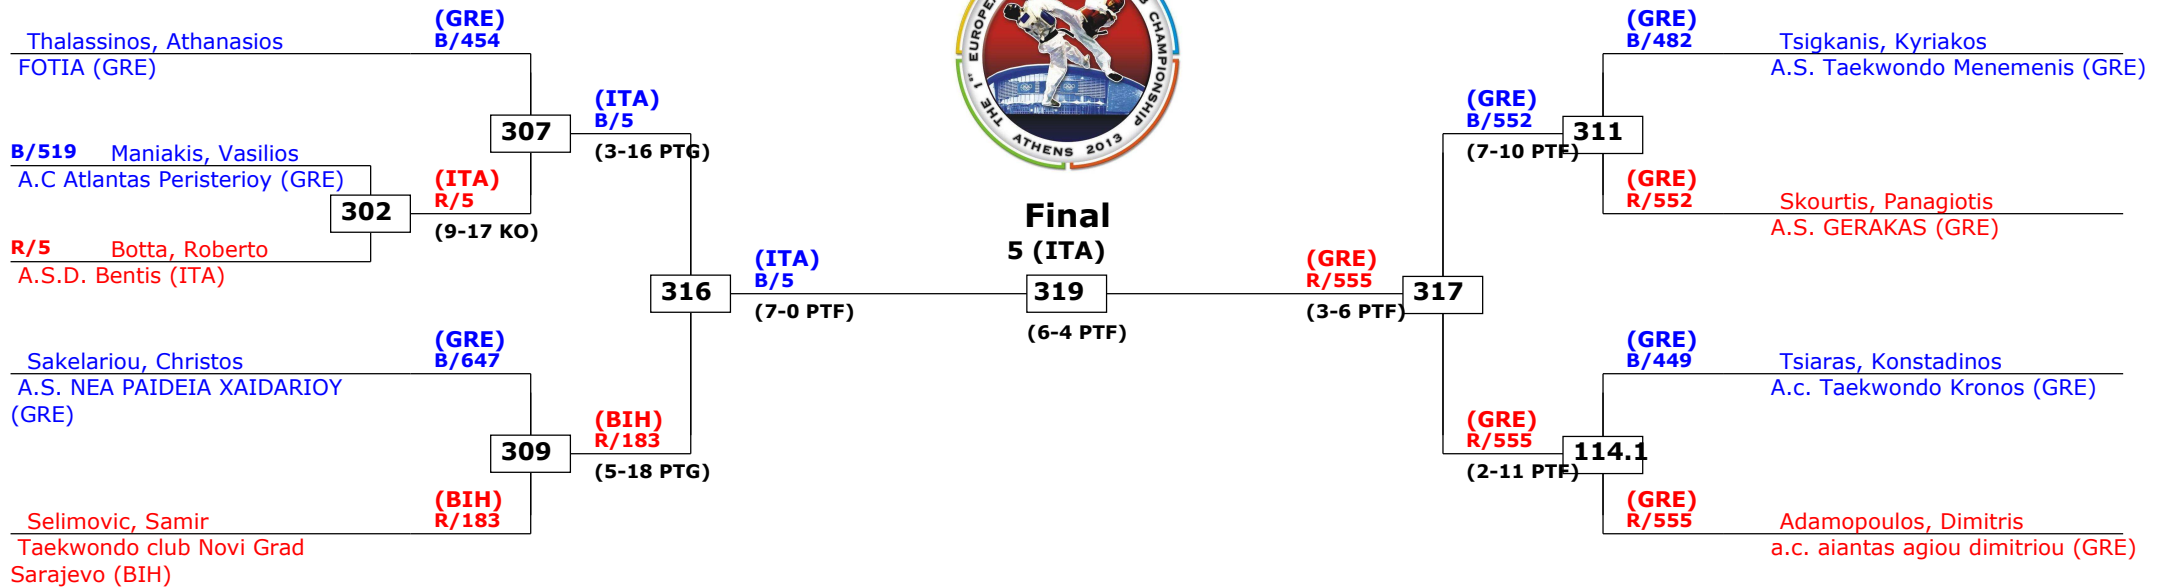 (GRE)
B/454
Thalassinos, Athanasios
FOTIA (GRE)
B/519 Maniakis, Vasilios
A.C Atlantas Peristerioy (GRE)
302
R/5 Botta, Roberto
A.S.D. Bentis (ITA)
(ITA)
R/5
(9-17 KO)
307
(ITA)
B/5
(3-16 PTG)
(GRE)
B/647
Sakelariou, Christos
A.S. NEA PAIDEIA XAIDARIOY
(GRE)
309
(BIH)
R/183
Selimovic, Samir
Taekwondo club Novi Grad
Sarajevo (BIH)
(BIH)
R/183
(5-18 PTG)
316
(ITA)
B/5
(7-0 PTF)
THE 1st EUROPE
CHAMPIONSHIP
ATHENS 2013
Final
5 (ITA)
319
(6-4 PTF)
(GRE)
R/555
(3-6 PTF)
317
(GRE)
B/552
(7-10 PTF)
311
(GRE)
B/482
Tsigkanis, Kyriakos
A.S. Taekwondo Menemenis (GRE)
(GRE)
R/552
Skourtis, Panagiotis
A.S. GERAKAS (GRE)
(GRE)
B/449
Tsiaras, Konstadinos
A.c. Taekwondo Kronos (GRE)
(GRE)
R/555
(2-11 PTF)
114.1
(GRE)
R/555
Adamopoulos, Dimitris
a.c. aiantas agiou dimitriou (GRE)